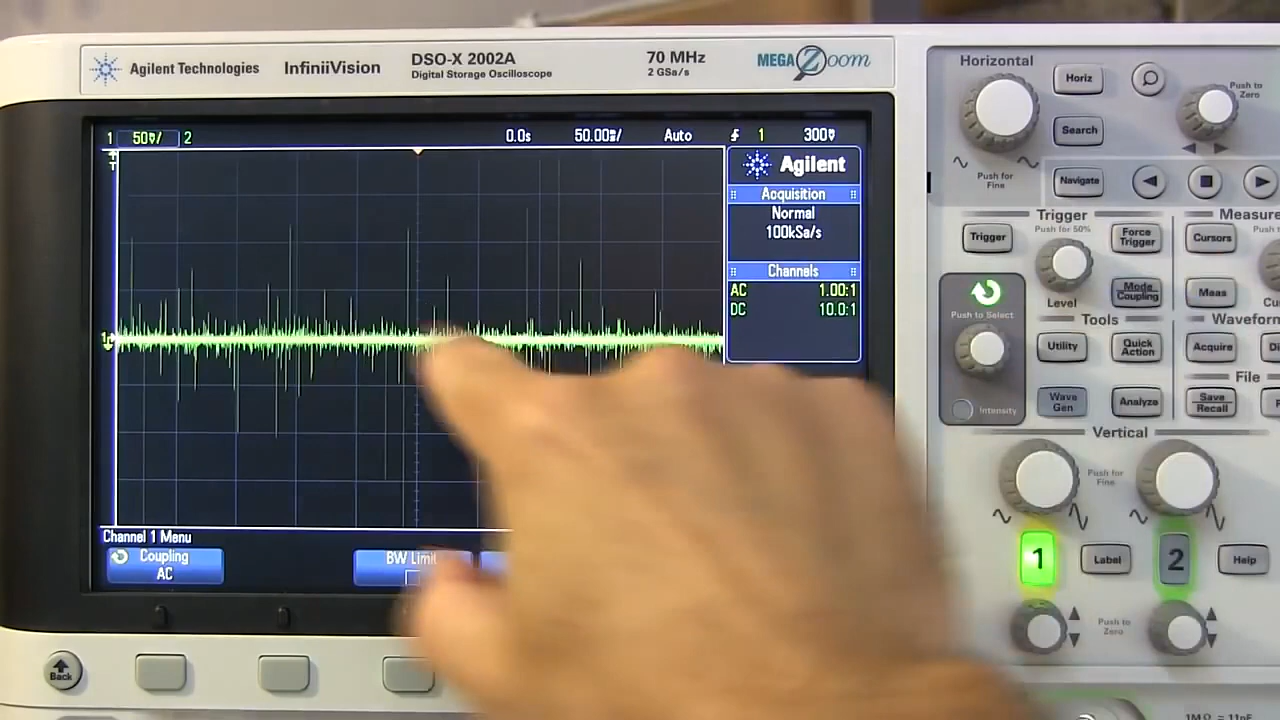 Agilent Technologies InfiniiVision DSO-X 2002A 70 MHz MEGA Zoom
Digital Storage Oscilloscope 2 GSa/s
1 50V/ 2 0.0s 50.00ms/ Auto 1 300V
T
Agilent
Acquisition
Normal
100kSa/s
Channels
AC 1.00:1
DC 10.0:1
1
Channel 1 Menu
Coupling
AC
BW Limit
Back
Horizontal
Horiz
Push to
Zero
Search
Push for
Fine
Navigate
Trigger
Push for 50%
Measure
Trigger
Force
Trigger
Cursors
Level
Mode
Coupling
Meas
Push to Select
Tools
Waveform
Utility
Quick
Action
Acquire
File
Intensity
Wave
Gen
Analyze
Save
Recall
Vertical
Push for
Fine
1
Label
2
Help
Push to
Zero